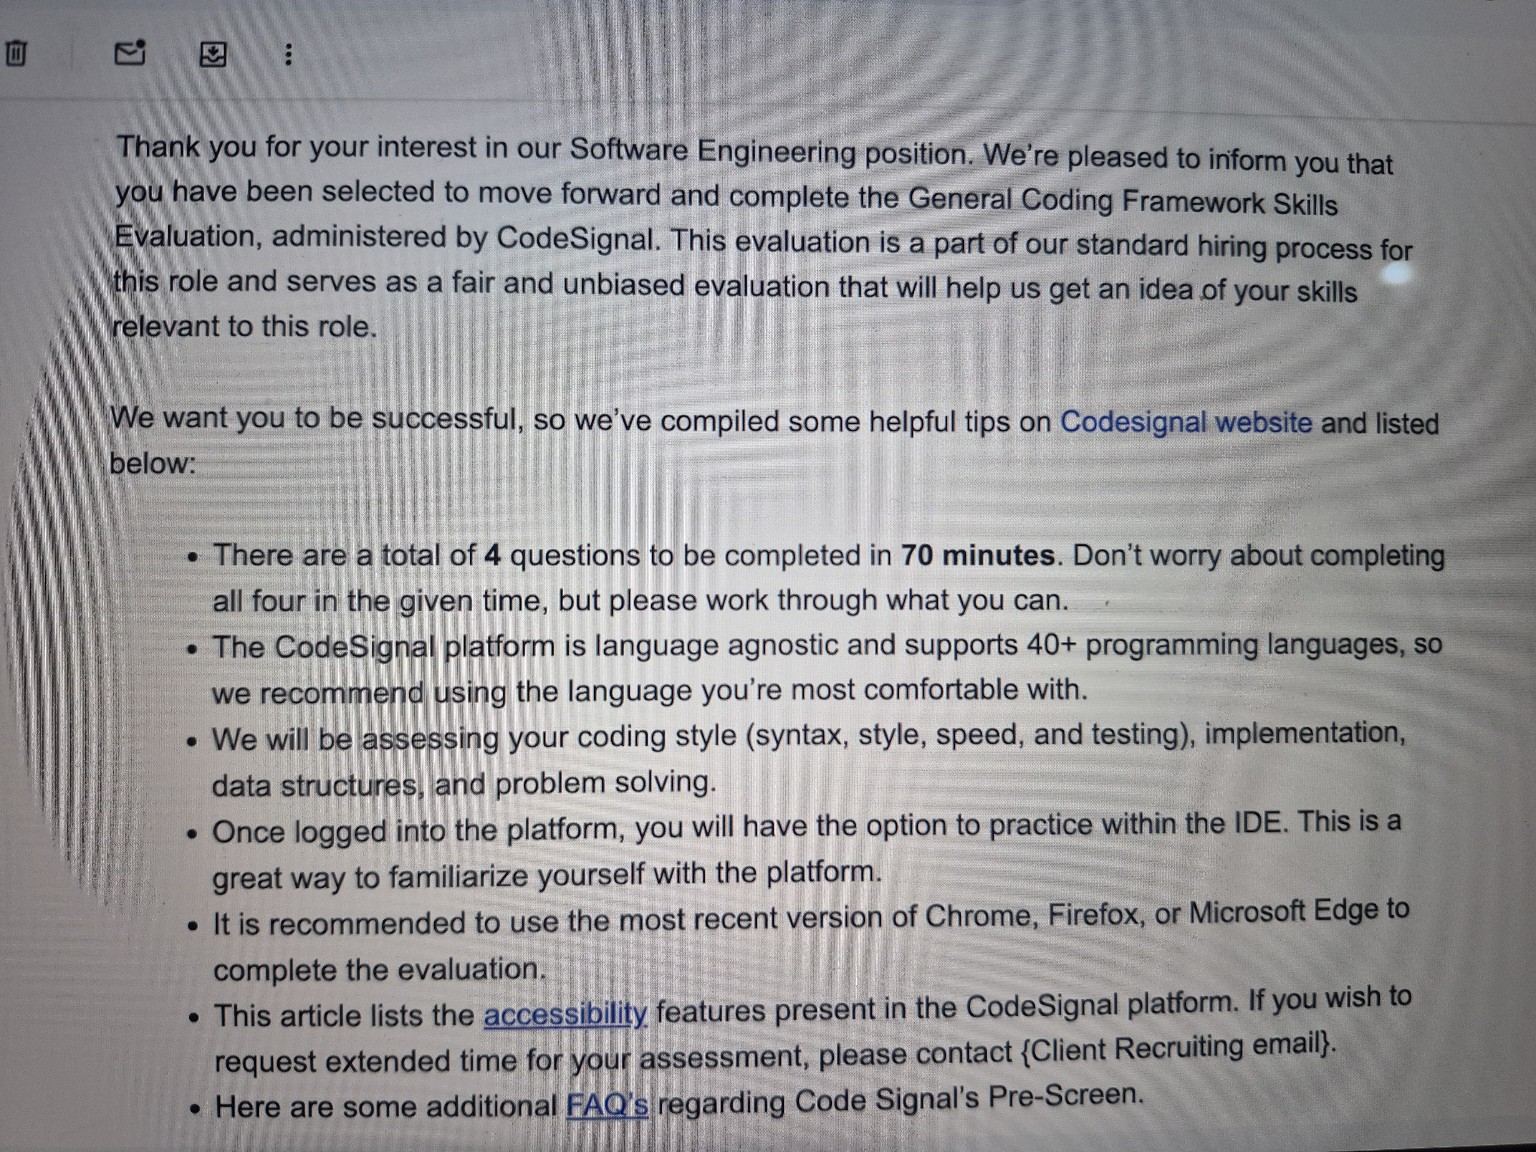 Thank you for your interest in our Software Engineering position. We're pleased to inform you that
you have been selected to move forward and complete the General Coding Framework Skills
Evaluation, administered by CodeSignal. This evaluation is a part of our standard hiring process for
this role and serves as a fair and unbiased evaluation that will help us get an idea of your skills
relevant to this role.
We want you to be successful, so we've compiled some helpful tips on Codesignal website and listed
below:
• There are a total of 4 questions to be completed in 70 minutes. Don't worry about completing
all four in the given time, but please work through what you can.
• The CodeSignal platform is language agnostic and supports 40+ programming languages, so
we recommend using the language you're most comfortable with.
• We will be assessing your coding style (syntax, style, speed, and testing), implementation,
data structures, and problem solving.
• Once logged into the platform, you will have the option to practice within the IDE. This is a
great way to familiarize yourself with the platform.
• It is recommended to use the most recent version of Chrome, Firefox, or Microsoft Edge to
complete the evaluation.
• This article lists the accessibility features present in the CodeSignal platform. If you wish to
request extended time for your assessment, please contact {Client Recruiting email}.
• Here are some additional FAQ's regarding Code Signal's Pre-Screen.